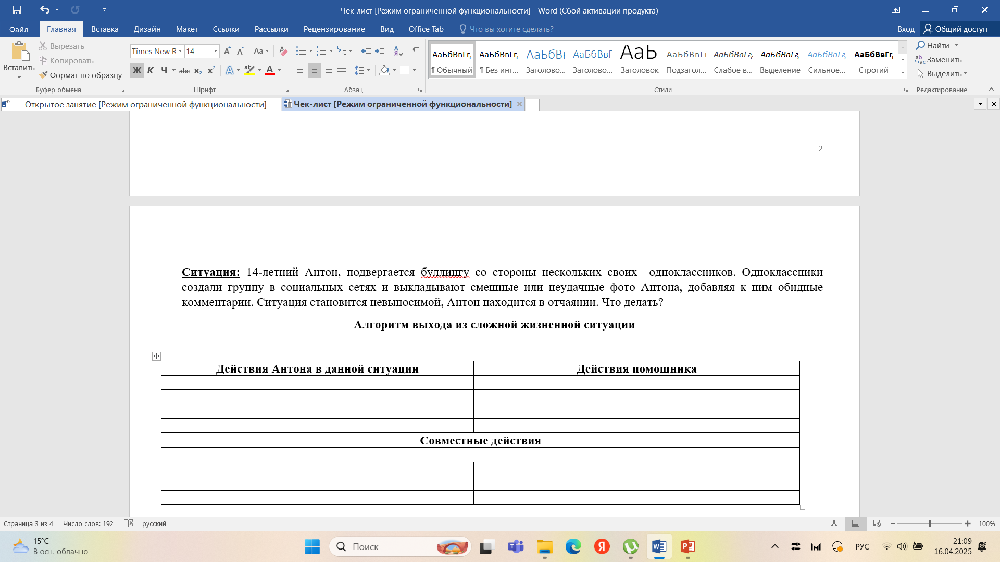 Чек-лист [Режим ограниченной функциональности] - Word (Сбой активации продукта)
Файл Главная Вставка Дизайн Макет Ссылки Рассылки Рецензирование Вид Office Tab Что вы хотите сделать? Вход Общий доступ
Вставить
Вырезать
Копировать
Формат по образцу
Буфер обмена
Times New R 14 Aa
Ж К Ч abc x₂ x² A A
Шрифт
Абзац
АаБбВвГг, АаБбВвГг, АаБбВв АаБбВвГ АаЬ АаБбВвГг АаБбВвГг, АаБбВвГг, АаБбВвГг, АаБбВвГг,
¶ Обычный ¶ Без инт... Заголово... Заголово... Заголовок Подзагол... Слабое в... Выделение Сильное... Строгий
Стили
Найти
Заменить
Выделить
Редактирование
Открытое занятие [Режим ограниченной функциональности] Чек-лист [Режим ограниченной функциональности]
2
Ситуация: 14-летний Антон, подвергается буллингу со стороны нескольких своих одноклассников. Одноклассники
создали группу в социальных сетях и выкладывают смешные или неудачные фото Антона, добавляя к ним обидные
комментарии. Ситуация становится невыносимой, Антон находится в отчаянии. Что делать?
Алгоритм выхода из сложной жизненной ситуации
Действия Антона в данной ситуации Действия помощника
Совместные действия
Страница 3 из 4 Число слов: 192 русский 100%
15°C
В осн. облачно
Поиск
РУС
21:09
16.04.2025